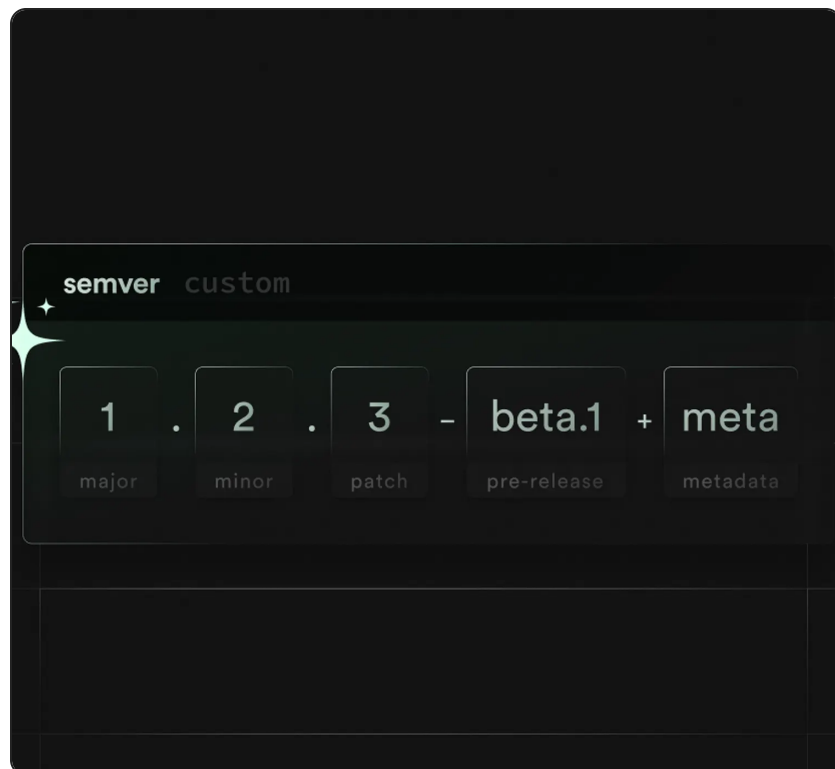 semver custom
1 . 2 . 3 – beta.1 + meta
major minor patch pre-release metadata